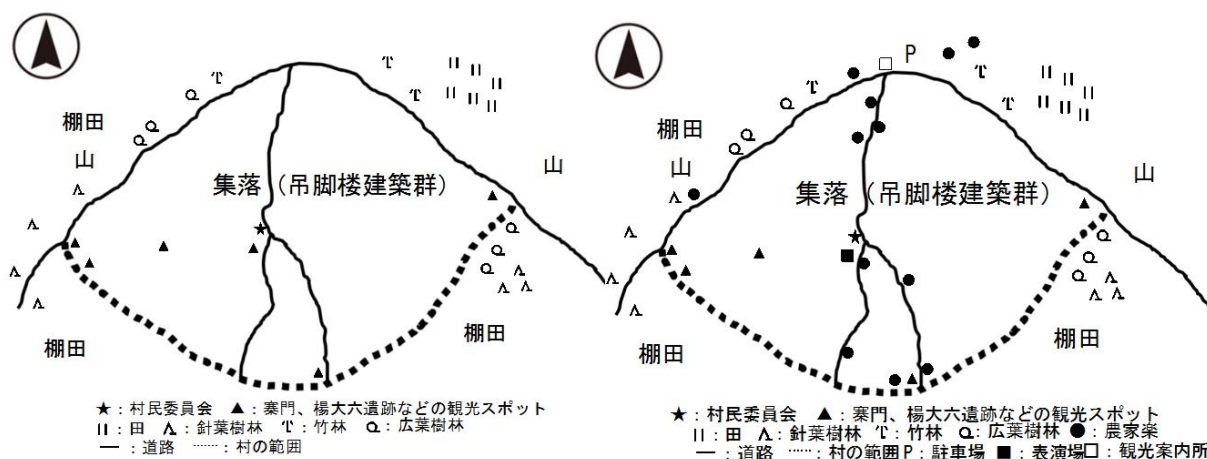 棚田
山
山
集落（吊脚楼建築群）
棚田
棚田
★：村民委員会 ▲：寨門、楊大六遺跡などの観光スポット
：田 ：針葉樹林 ：竹林 ：広葉樹林
：道路 ：村の範囲
P
棚田
山
山
集落（吊脚楼建築群）
棚田
棚田
★：村民委員会 ▲：寨門、楊大六遺跡などの観光スポット
：田 ：針葉樹林 ：竹林 ：広葉樹林 ●：農家楽
：道路 ：村の範囲 P：駐車場 ■：表演場 □：観光案内所